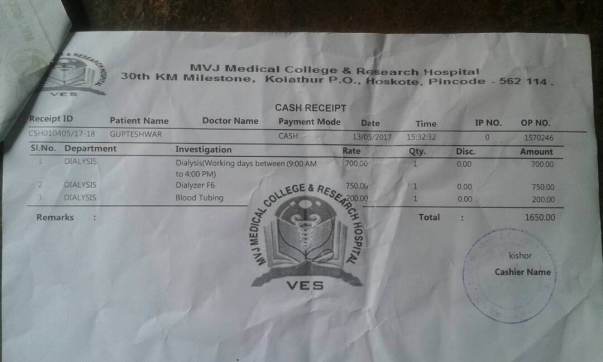 MVJ Medical College & Research Hospital
30th KM Milestone, Kolathur P.O., Hoskote, Pincode - 562 114.
VES
CASH RECEIPT
Receipt ID Patient Name Doctor Name Payment Mode Date Time IP NO. OP NO.
GUPTESHWAR CASH 13/05/2017 15:32:32 0 1570246
Sl.No. Department Investigation Rate Qty. Disc. Amount
1 DIALYSIS Dialysis(Working days between (9:00 AM 700.00 1 0.00 700.00
to 4:00 PM)
2 DIALYSIS Dialyzer F6 750.00 1 0.00 750.00
3 DIALYSIS Blood Tubing 200.00 1 0.00 200.00
Remarks : Total : 1650.00
MVJ MEDICAL COLLEGE & RESEARCH HOSPITAL
VES
kishor
Cashier Name